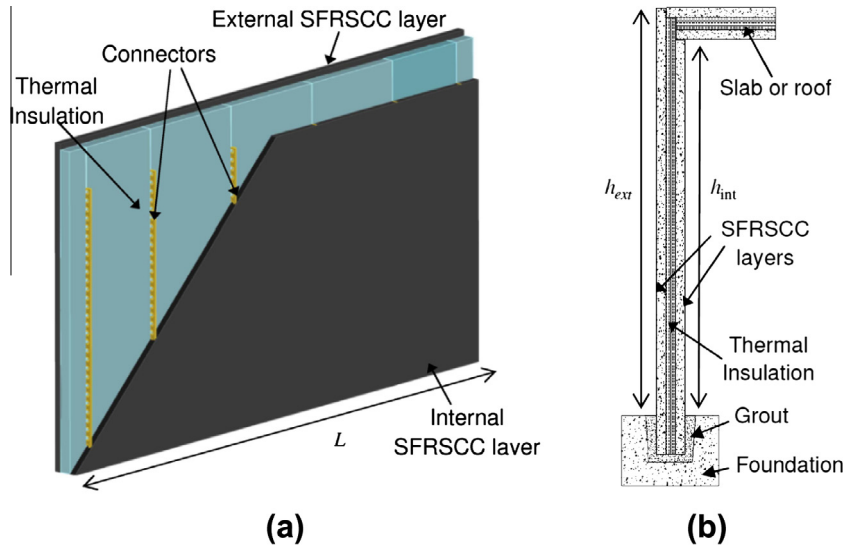 External SFRSCC layer
Connectors
Thermal
Insulation
Internal
SFRSCC laver
L
(a)
Slab or roof
h_ext
h_int
SFRSCC
layers
Thermal
Insulation
Grout
Foundation
(b)